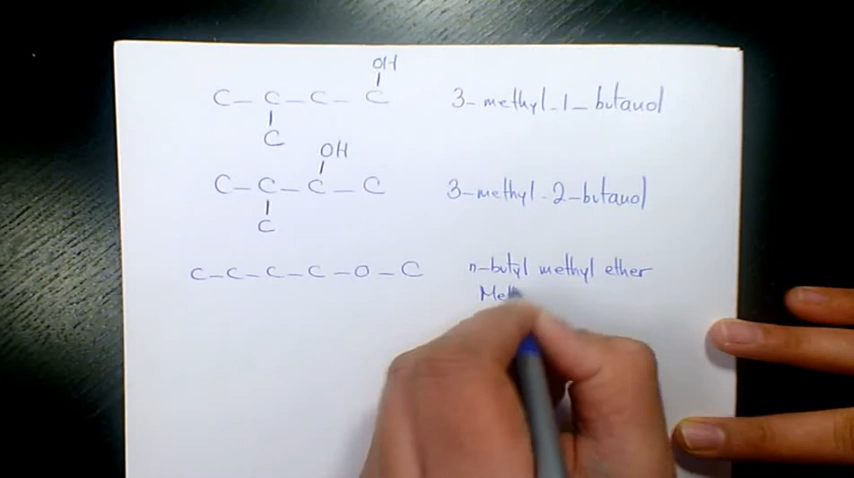 OH
C - C - C - C 3-methyl-1-butanol
C
OH
C - C - C - C 3-methyl-2-butanol
C
C-C-C-C-O-C n-butyl methyl ether